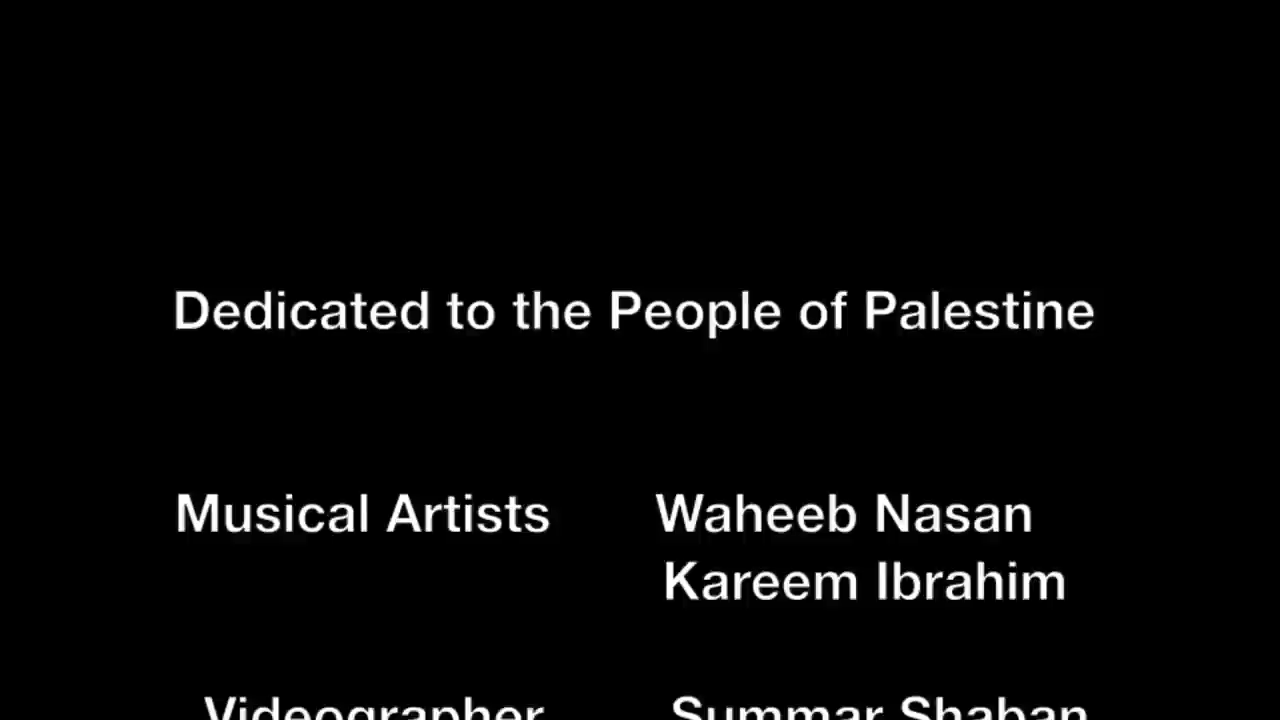 Dedicated to the People of Palestine
Musical Artists Waheeb Nasan
Kareem Ibrahim
Videographer Summar Shaban